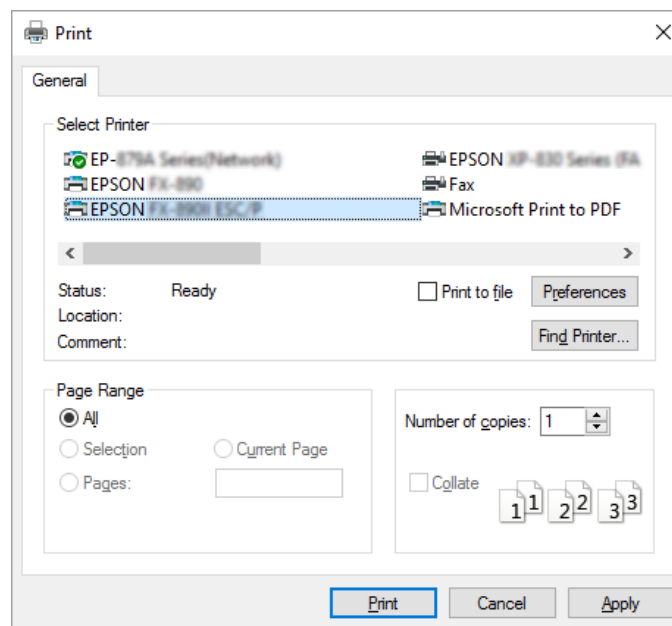 Print
General
Select Printer
EP-
EPSON
EPSON
EPSON
Fax
Microsoft Print to PDF
Status: Ready
Location:
Comment:
Print to file
Preferences
Find Printer...
Page Range
All
Selection
Current Page
Pages:
Number of copies: 1
Collate
1 1 2 2 3 3
Print Cancel Apply